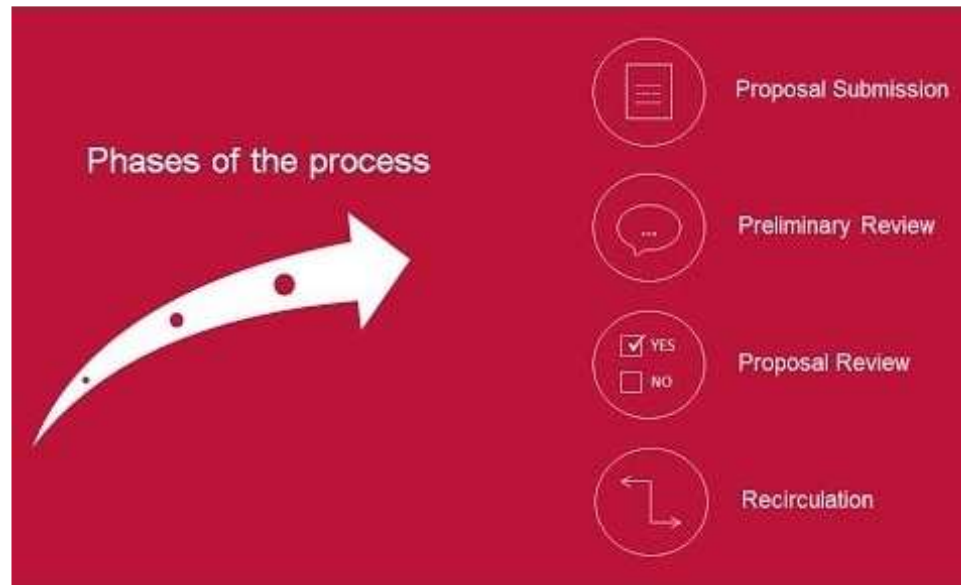 Phases of the process
Proposal Submission
...
Preliminary Review
YES
NO
Proposal Review
Recirculation